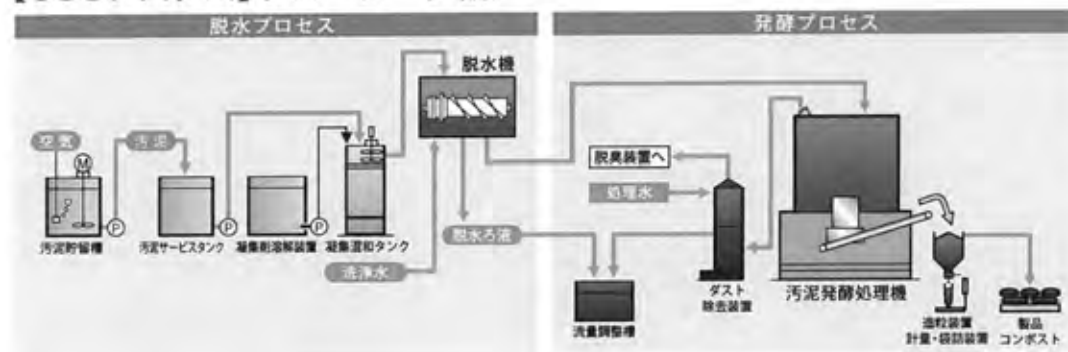 脱水プロセス
発酵プロセス
脱水機
空気
汚泥
M
P
P
P
汚泥貯留槽
汚泥サービスタンク
凝集剤溶解装置
凝集混和タンク
洗浄水
脱水ろ液
脱臭装置へ
処理水
流量調整槽
ダスト
除去装置
汚泥発酵処理機
造粒装置
計量・袋詰装置
製品
コンポスト